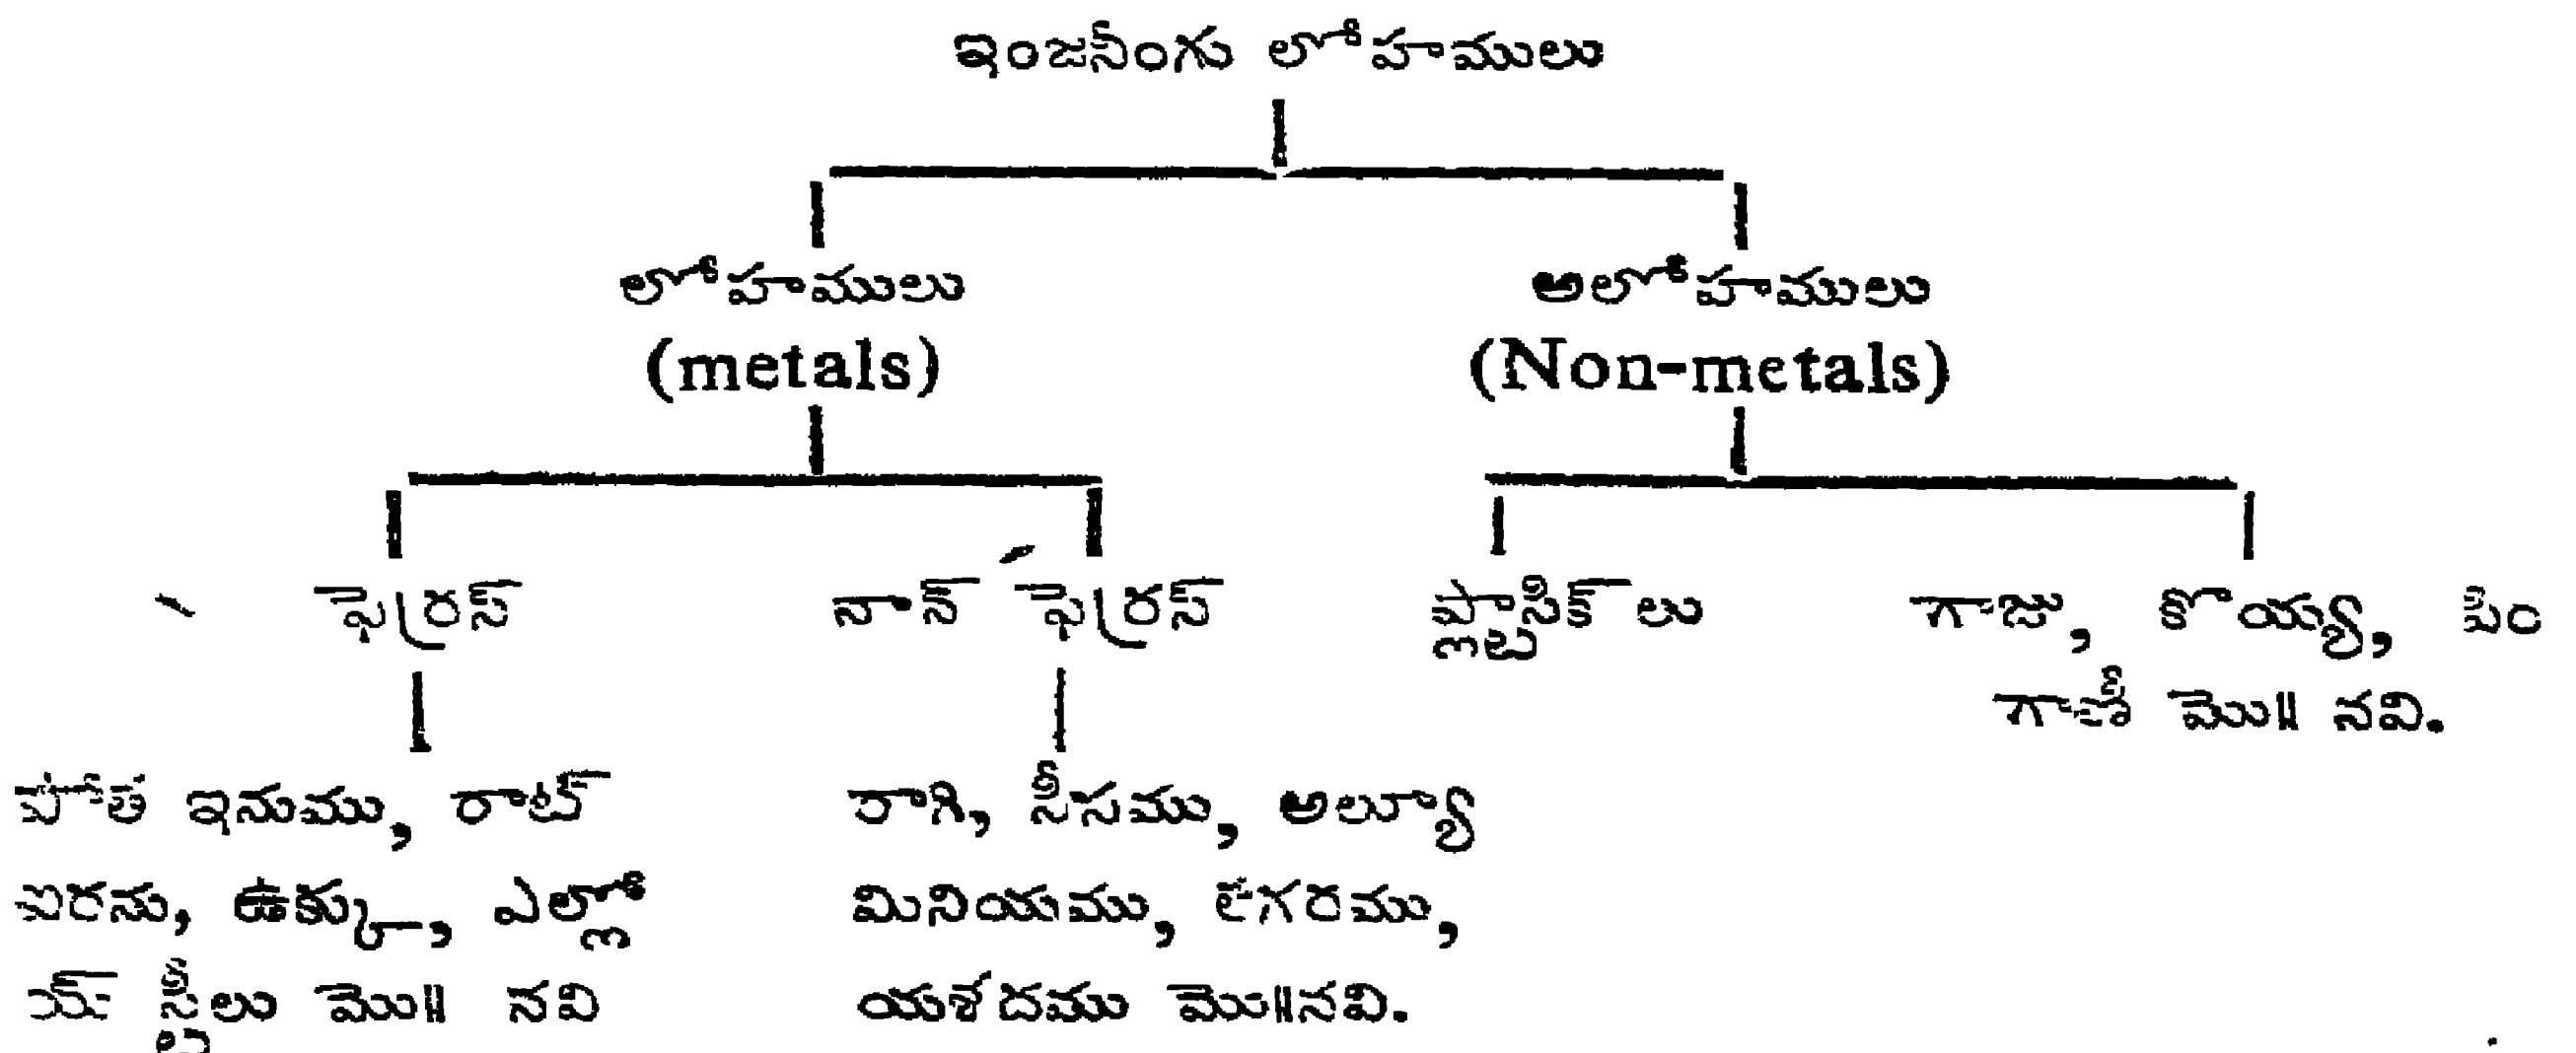 ఇంజనీంగు లోహములు
లోహములు అలోహములు
(metals) (Non-metals)
ఫెర్రస్ నాన్ ఫెర్రస్ ప్లాస్టిక్ లు గాజు, కొయ్య, పిం
గాణీ మొ॥ నవి.
పోత ఇనుము, రాట్ రాగి, సీసము, అల్యూ
ఐరను, ఉక్కు, ఎల్లా మినియము, తగరము,
య్ స్టీలు మొ॥ నవి యశదము మొ॥నవి.